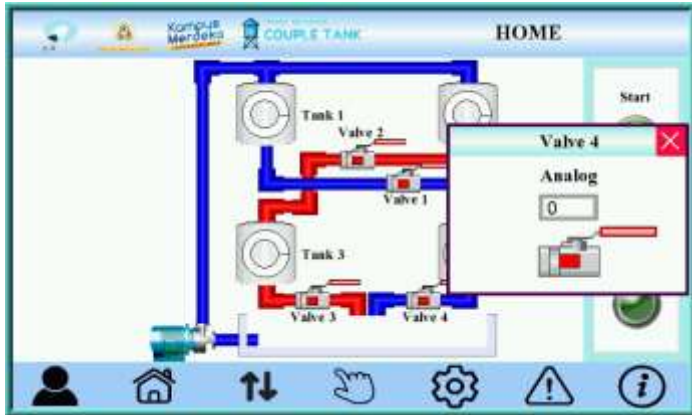 Kampus
Merdeka
COUPLE TANK
HOME
Start
Tank 1
Valve 2
Valve 1
Tank 3
Valve 3
Valve 4
Valve 4
Analog
0